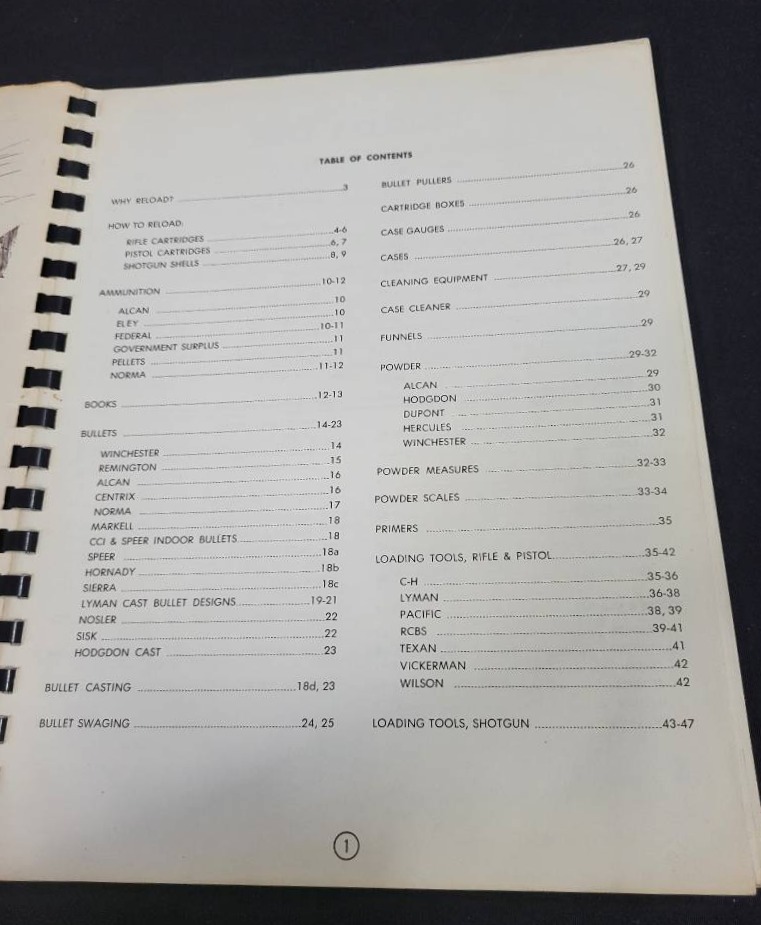 TABLE OF CONTENTS
WHY RELOAD? 3
HOW TO RELOAD:
RIFLE CARTRIDGES 4-6
PISTOL CARTRIDGES 6, 7
SHOTGUN SHELLS 8, 9
AMMUNITION 10-12
ALCAN 10
ELEY 10
FEDERAL 10-11
GOVERNMENT SURPLUS 11
PELLETS 11
NORMA 11-12
BOOKS 12-13
BULLETS 14-23
WINCHESTER 14
REMINGTON 15
ALCAN 16
CENTRIX 16
NORMA 17
MARKELL 18
CCI & SPEER INDOOR BULLETS 18
SPEER 18a
HORNADY 18b
SIERRA 18c
LYMAN CAST BULLET DESIGNS 19-21
NOSLER 22
SISK 22
HODGDON CAST 23
BULLET CASTING 18d, 23
BULLET SWAGING 24, 25
BULLET PULLERS 26
CARTRIDGE BOXES 26
CASE GAUGES 26
CASES 26, 27
CLEANING EQUIPMENT 27, 29
CASE CLEANER 29
FUNNELS 29
POWDER 29-32
ALCAN 29
HODGDON 30
DUPONT 31
HERCULES 31
WINCHESTER 32
POWDER MEASURES 32-33
POWDER SCALES 33-34
PRIMERS 35
LOADING TOOLS, RIFLE & PISTOL 35-42
C-H 35-36
LYMAN 36-38
PACIFIC 38, 39
RCBS 39-41
TEXAN 41
VICKERMAN 42
WILSON 42
LOADING TOOLS, SHOTGUN 43-47
1